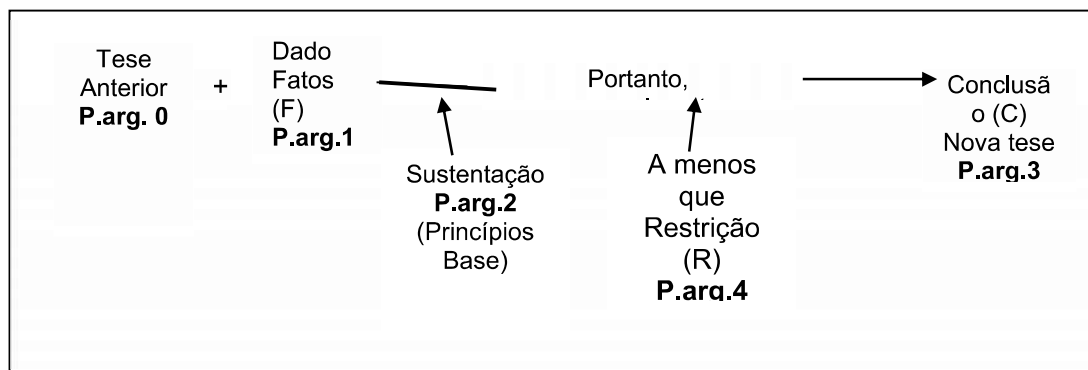 Tese
Anterior
P.arg. 0
+
Dado
Fatos
(F)
P.arg.1
Sustentação
P.arg.2
(Princípios
Base)
Portanto,
A menos
que
Restrição
(R)
P.arg.4
Conclusã
o (C)
Nova tese
P.arg.3